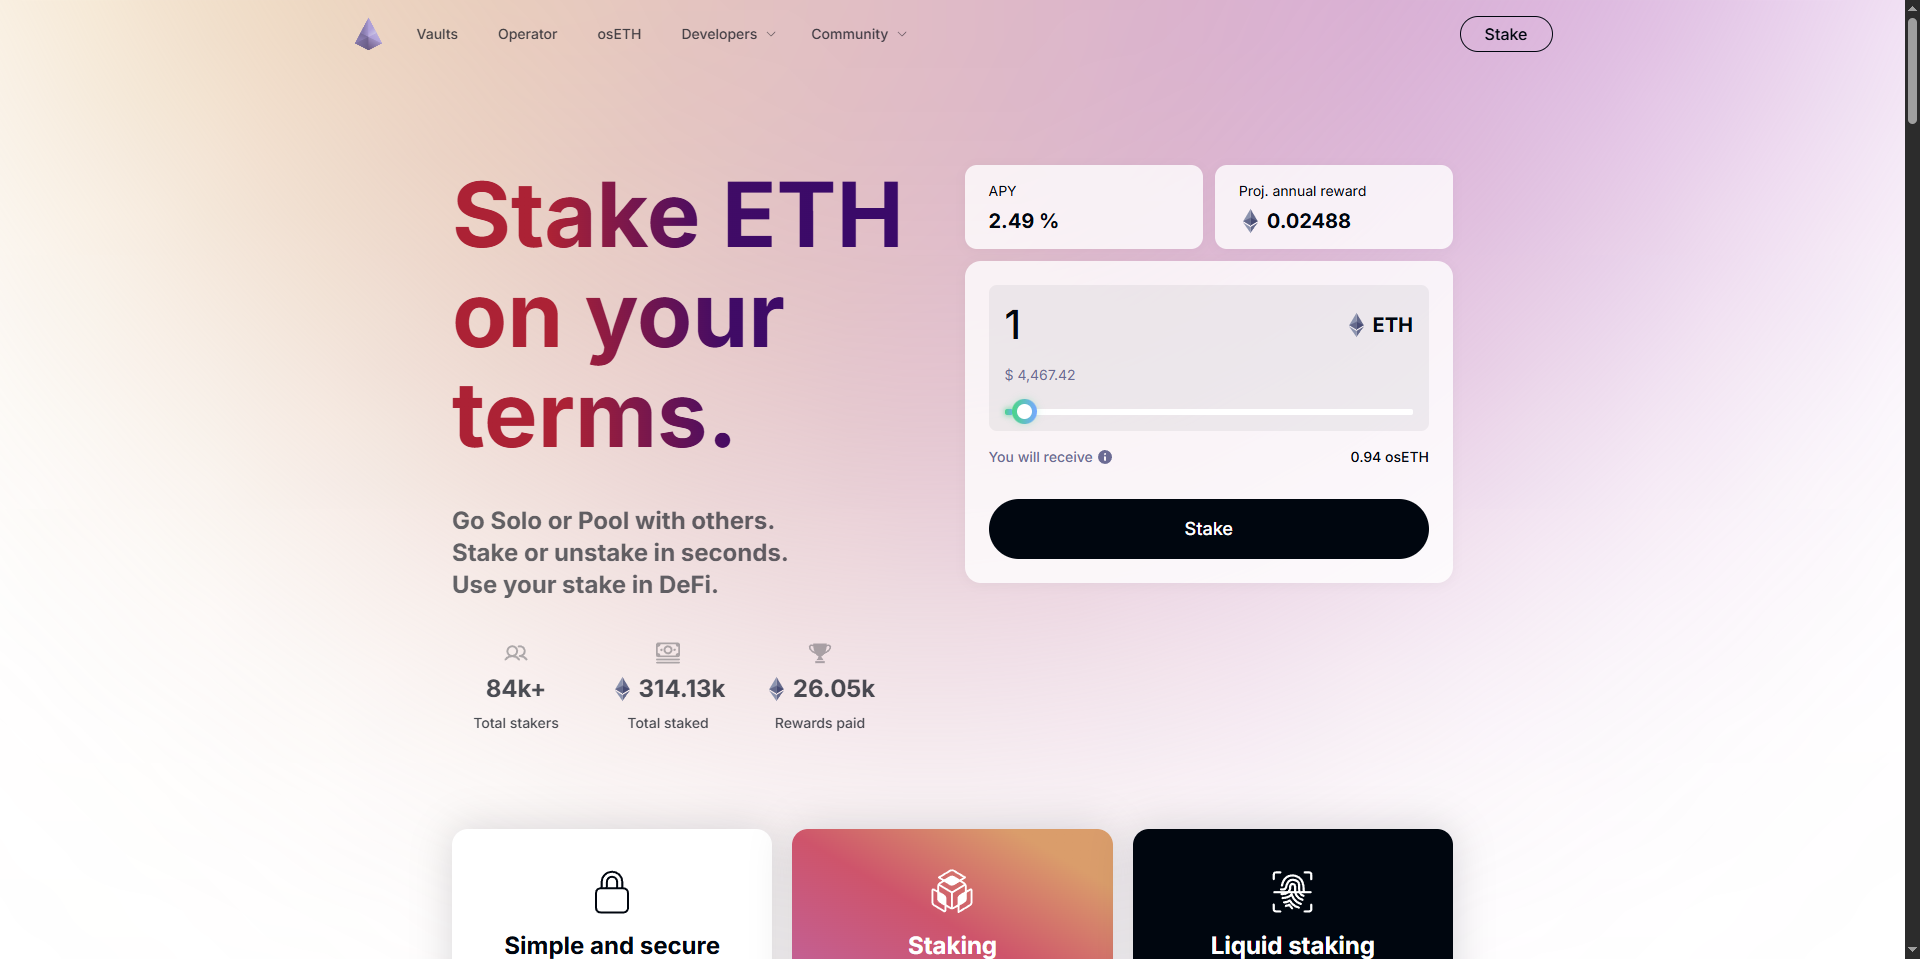 Vaults
Operator
osETH
Developers
Community
Stake
Stake ETH
on your
terms.
Go Solo or Pool with others.
Stake or unstake in seconds.
Use your stake in DeFi.
84k+
Total stakers
314.13k
Total staked
26.05k
Rewards paid
APY
2.49 %
Proj. annual reward
0.02488
1
ETH
$ 4,467.42
You will receive
0.94 osETH
Stake
Simple and secure
Staking
Liquid staking